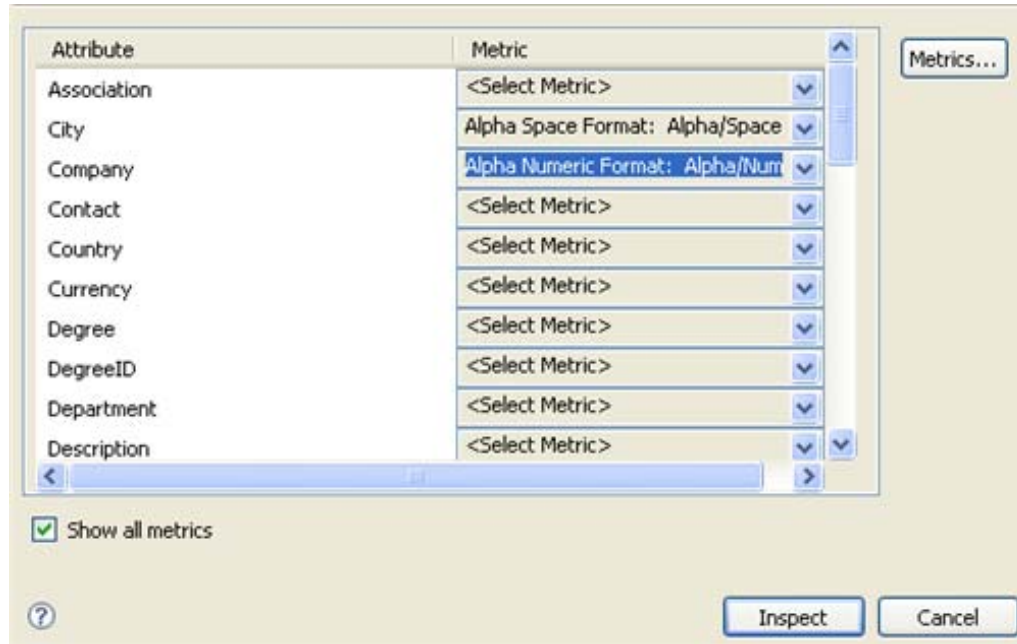 Attribute Metric
Metrics...
Association <Select Metric>
City Alpha Space Format: Alpha/Space
Company Alpha Numeric Format: Alpha/Num
Contact <Select Metric>
Country <Select Metric>
Currency <Select Metric>
Degree <Select Metric>
DegreeID <Select Metric>
Department <Select Metric>
Description <Select Metric>
Show all metrics
? Inspect Cancel